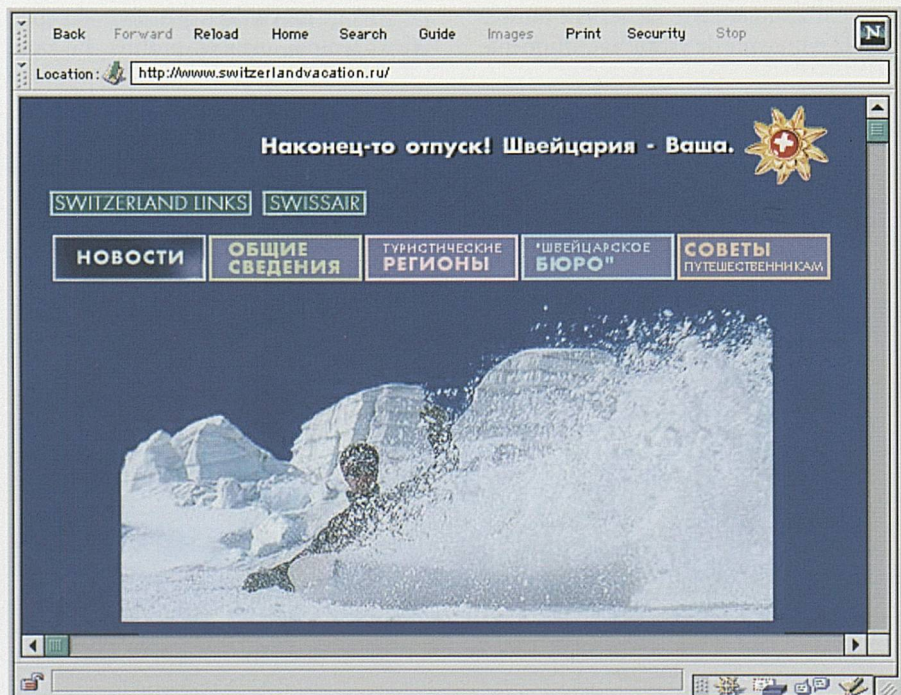 Back Forward Reload Home Search Guide Images Print Security Stop
N
Location: http://www.switzerlandvacation.ru/
Наконец-то отпуск! Швейцария - Ваша.
SWITZERLAND LINKS SWISSAIR
НОВОСТИ
ОБЩИЕ
СВЕДЕНИЯ
ТУРИСТИЧЕСКИЕ
РЕГИОНЫ
"ШВЕЙЦАРСКОЕ
БЮРО"
СОВЕТЫ
ПУТЕШЕСТВЕННИКАМ